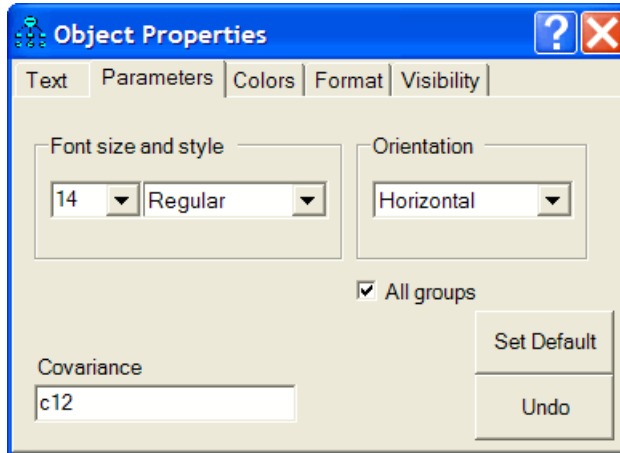 Object Properties
Text Parameters Colors Format Visibility
Font size and style
14 Regular
Orientation
Horizontal
All groups
Set Default
Covariance
c12
Undo